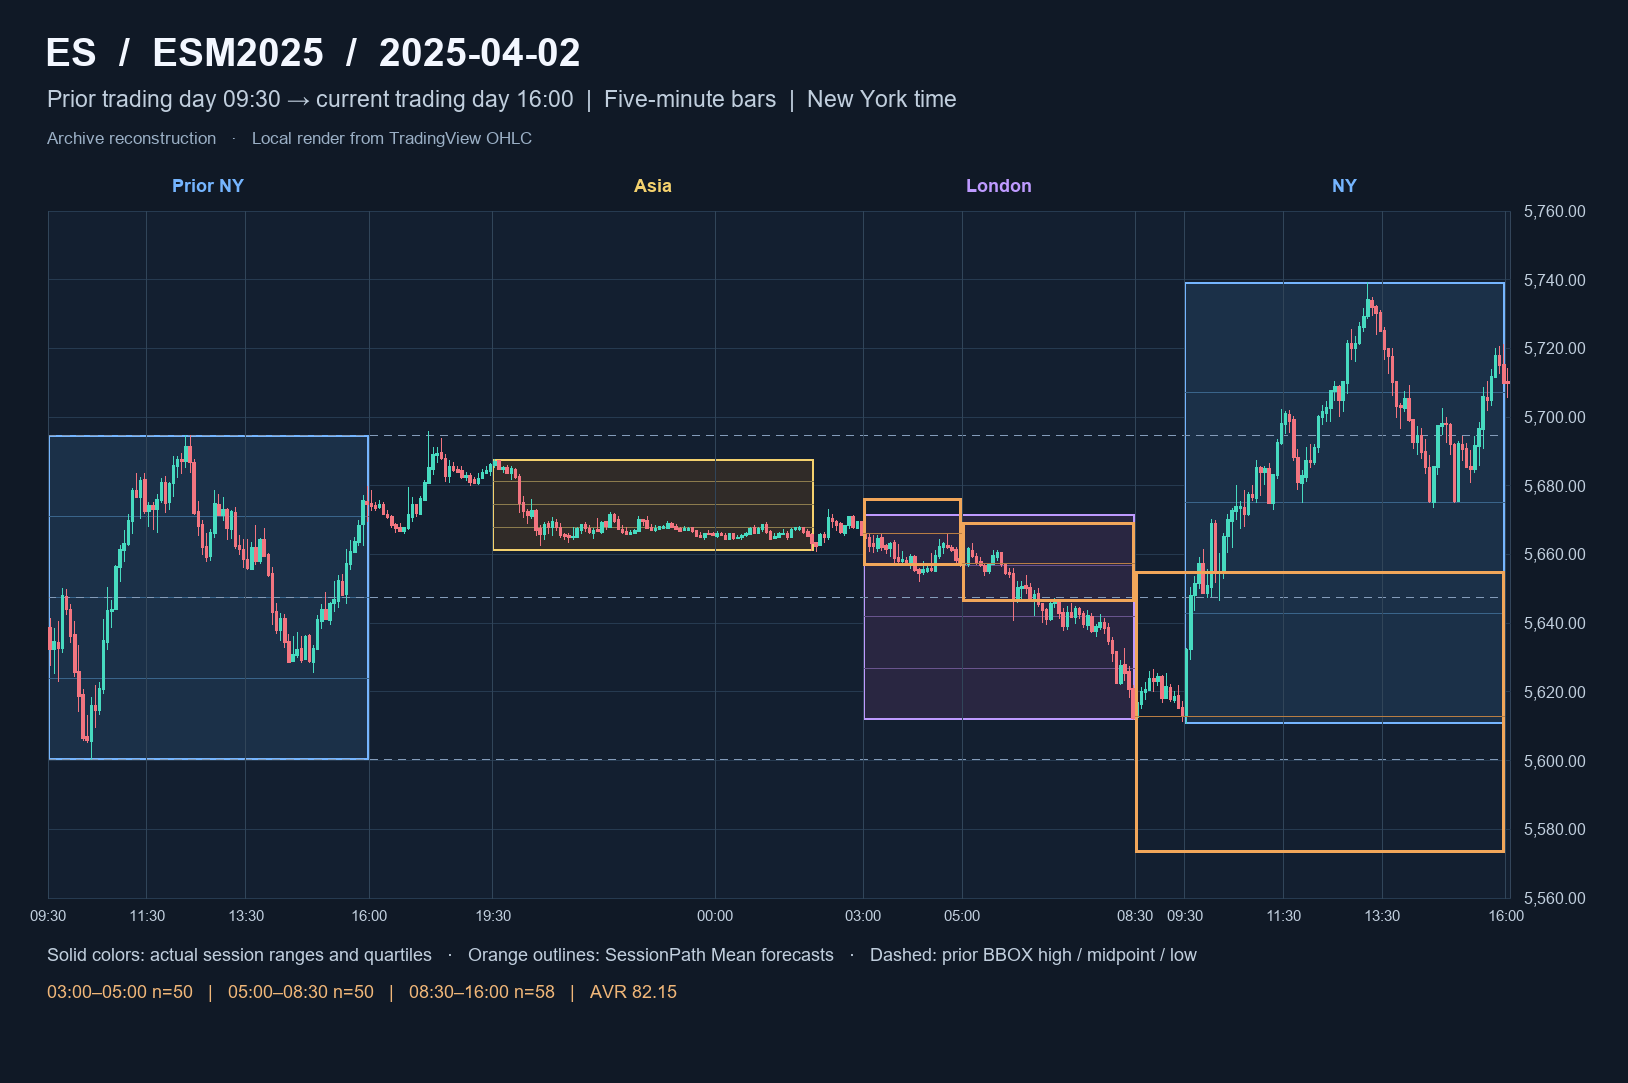 ES / ESM2025 / 2025-04-02
Prior trading day 09:30 → current trading day 16:00 | Five-minute bars | New York time
Archive reconstruction · Local render from TradingView OHLC
Prior NY Asia London NY
5,760.00
5,740.00
5,720.00
5,700.00
5,680.00
5,660.00
5,640.00
5,620.00
5,600.00
5,580.00
5,560.00
09:30 11:30 13:30 16:00 19:30 00:00 03:00 05:00 08:30 09:30 11:30 13:30 16:00
Solid colors: actual session ranges and quartiles · Orange outlines: SessionPath Mean forecasts · Dashed: prior BBOX high / midpoint / low
03:00–05:00 n=50 | 05:00–08:30 n=50 | 08:30–16:00 n=58 | AVR 82.15